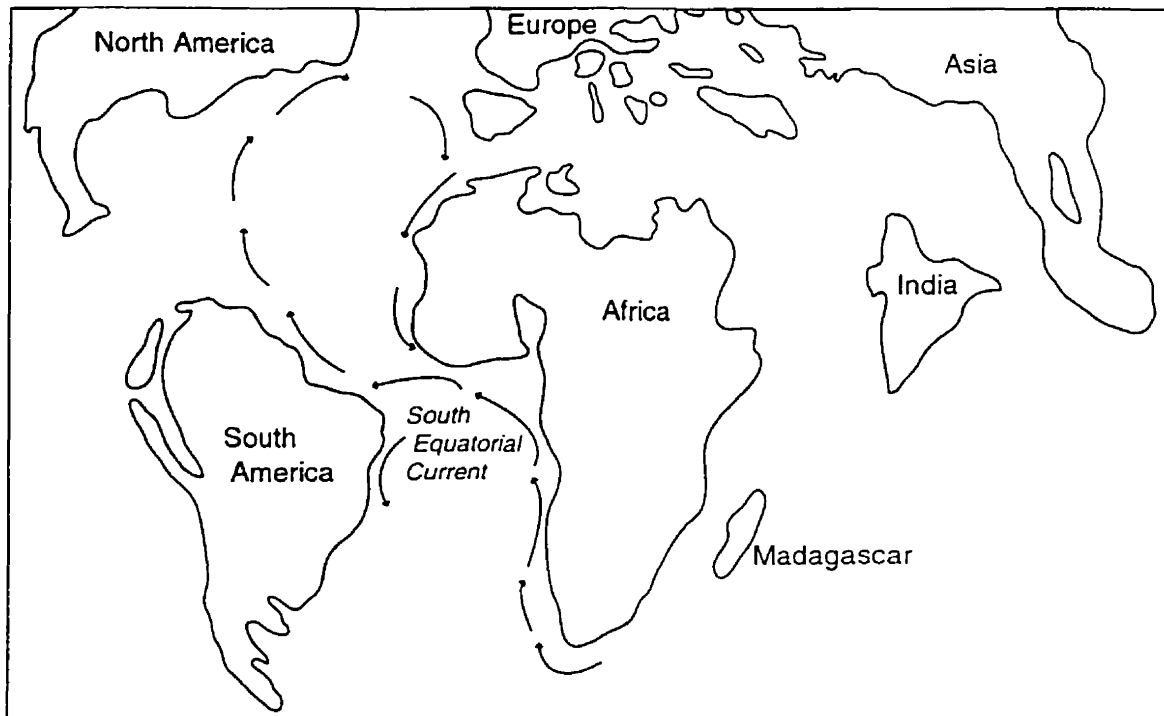 North America
Europe
Asia
India
Africa
South
Equatorial
Current
South
America
Madagascar